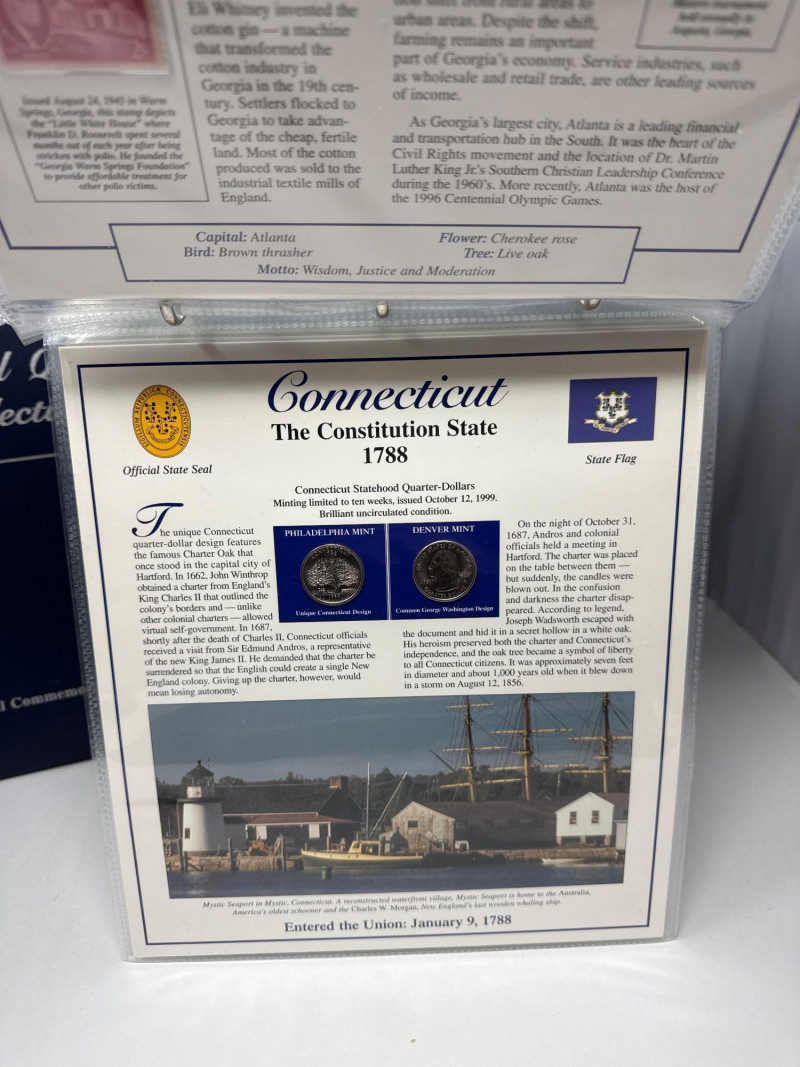 Eli Whitney invented the
cotton gin — a machine
that transformed the
cotton industry in
Georgia in the 19th cen-
tury. Settlers flocked to
Georgia to take advan-
tage of the cheap, fertile
land. Most of the cotton
produced was sold to the
industrial textile mills of
England.
urban areas. Despite the shift,
farming remains an important
part of Georgia's economy. Service industries, such
as wholesale and retail trade, are other leading sources
of income.
As Georgia's largest city, Atlanta is a leading financial
and transportation hub in the South. It was the heart of the
Civil Rights movement and the location of Dr. Martin
Luther King Jr.'s Southern Christian Leadership Conference
during the 1960's. More recently, Atlanta was the host of
the 1996 Centennial Olympic Games.
Issued August 24, 1945 in Warm
Springs, Georgia, this stamp depicts
the "Little White House" where
Franklin D. Roosevelt spent several
months out of each year after being
stricken with polio. He founded the
"Georgia Warm Springs Foundation"
to provide affordable treatment for
other polio victims.
Capital: Atlanta
Flower: Cherokee rose
Bird: Brown thrasher
Tree: Live oak
Motto: Wisdom, Justice and Moderation
Connecticut
The Constitution State
1788
Official State Seal
State Flag
Connecticut Statehood Quarter-Dollars
Minting limited to ten weeks, issued October 12, 1999.
Brilliant uncirculated condition.
PHILADELPHIA MINT
DENVER MINT
Unique Connecticut Design
Common George Washington Design
The unique Connecticut
quarter-dollar design features
the famous Charter Oak that
once stood in the capital city of
Hartford. In 1662, John Winthrop
obtained a charter from England's
King Charles II that outlined the
colony's borders and — unlike
other colonial charters — allowed
virtual self-government. In 1687,
shortly after the death of Charles II, Connecticut officials
received a visit from Sir Edmund Andros, a representative
of the new King James II. He demanded that the charter be
surrendered so that the English could create a single New
England colony. Giving up the charter, however, would
mean losing autonomy.
On the night of October 31,
1687, Andros and colonial
officials held a meeting in
Hartford. The charter was placed
on the table between them —
but suddenly, the candles were
blown out. In the confusion
and darkness the charter disap-
peared. According to legend,
Joseph Wadsworth escaped with
the document and hid it in a secret hollow in a white oak.
His heroism preserved both the charter and Connecticut's
independence, and the oak tree became a symbol of liberty
to all Connecticut citizens. It was approximately seven feet
in diameter and about 1,000 years old when it blew down
in a storm on August 12, 1856.
Mystic Seaport in Mystic, Connecticut. A reconstructed waterfront village, Mystic Seaport is home to the Australia,
America's oldest schooner and the Charles W. Morgan, New England's last wooden whaling ship.
Entered the Union: January 9, 1788